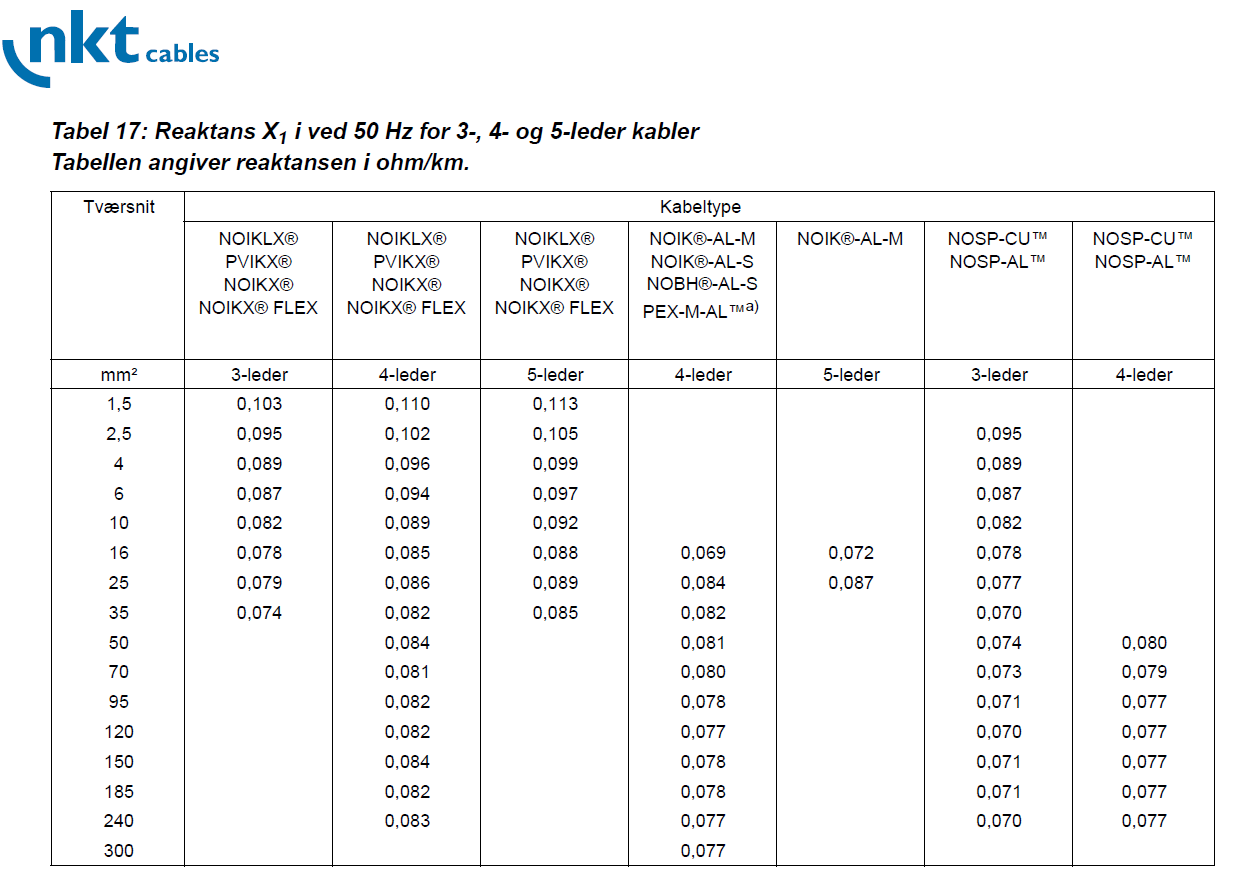 nkt cables
Tabel 17: Reaktans X1 i ved 50 Hz for 3-, 4- og 5-leder kabler
Tabellen angiver reaktansen i ohm/km.
Tværsnit Kabeltype
NOIKLX® NOIKLX® NOIKLX® NOIK®-AL-M NOIK®-AL-M NOSP-CU™ NOSP-CU™
PVIKX® PVIKX® PVIKX® NOIK®-AL-S NOSP-AL™ NOSP-AL™
NOIKX® NOIKX® NOIKX® NOBH®-AL-S
NOIKX® FLEX NOIKX® FLEX NOIKX® FLEX PEX-M-AL™a)
mm² 3-leder 4-leder 5-leder 4-leder 5-leder 3-leder 4-leder
1,5 0,103 0,110 0,113
2,5 0,095 0,102 0,105 0,095
4 0,089 0,096 0,099 0,089
6 0,087 0,094 0,097 0,087
10 0,082 0,089 0,092 0,082
16 0,078 0,085 0,088 0,069 0,072 0,078
25 0,079 0,086 0,089 0,084 0,087 0,077
35 0,074 0,082 0,085 0,082 0,070
50 0,084 0,081 0,074 0,080
70 0,081 0,080 0,073 0,079
95 0,082 0,078 0,071 0,077
120 0,082 0,077 0,070 0,077
150 0,084 0,078 0,071 0,077
185 0,082 0,078 0,071 0,077
240 0,083 0,077 0,070 0,077
300 0,077